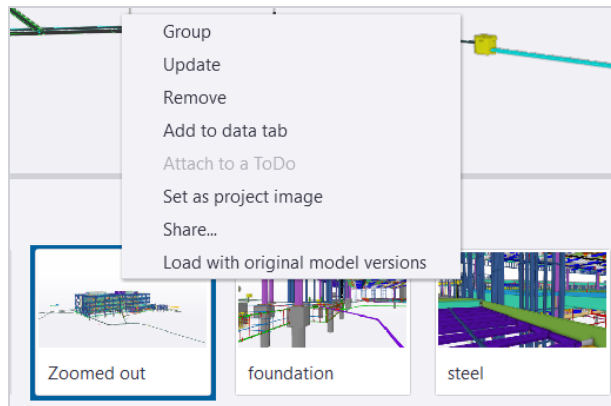 Group
Update
Remove
Add to data tab
Attach to a ToDo
Set as project image
Share...
Load with original model versions
Zoomed out
foundation
steel